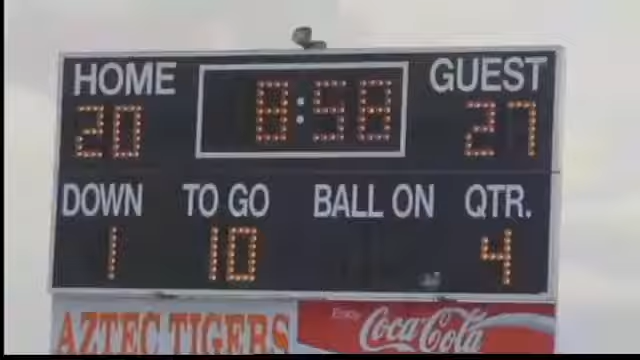 HOME 8:58 GUEST
20 27
DOWN TO GO BALL ON QTR.
1 10 4
AZTEC TIGERS Enjoy Coca-Cola